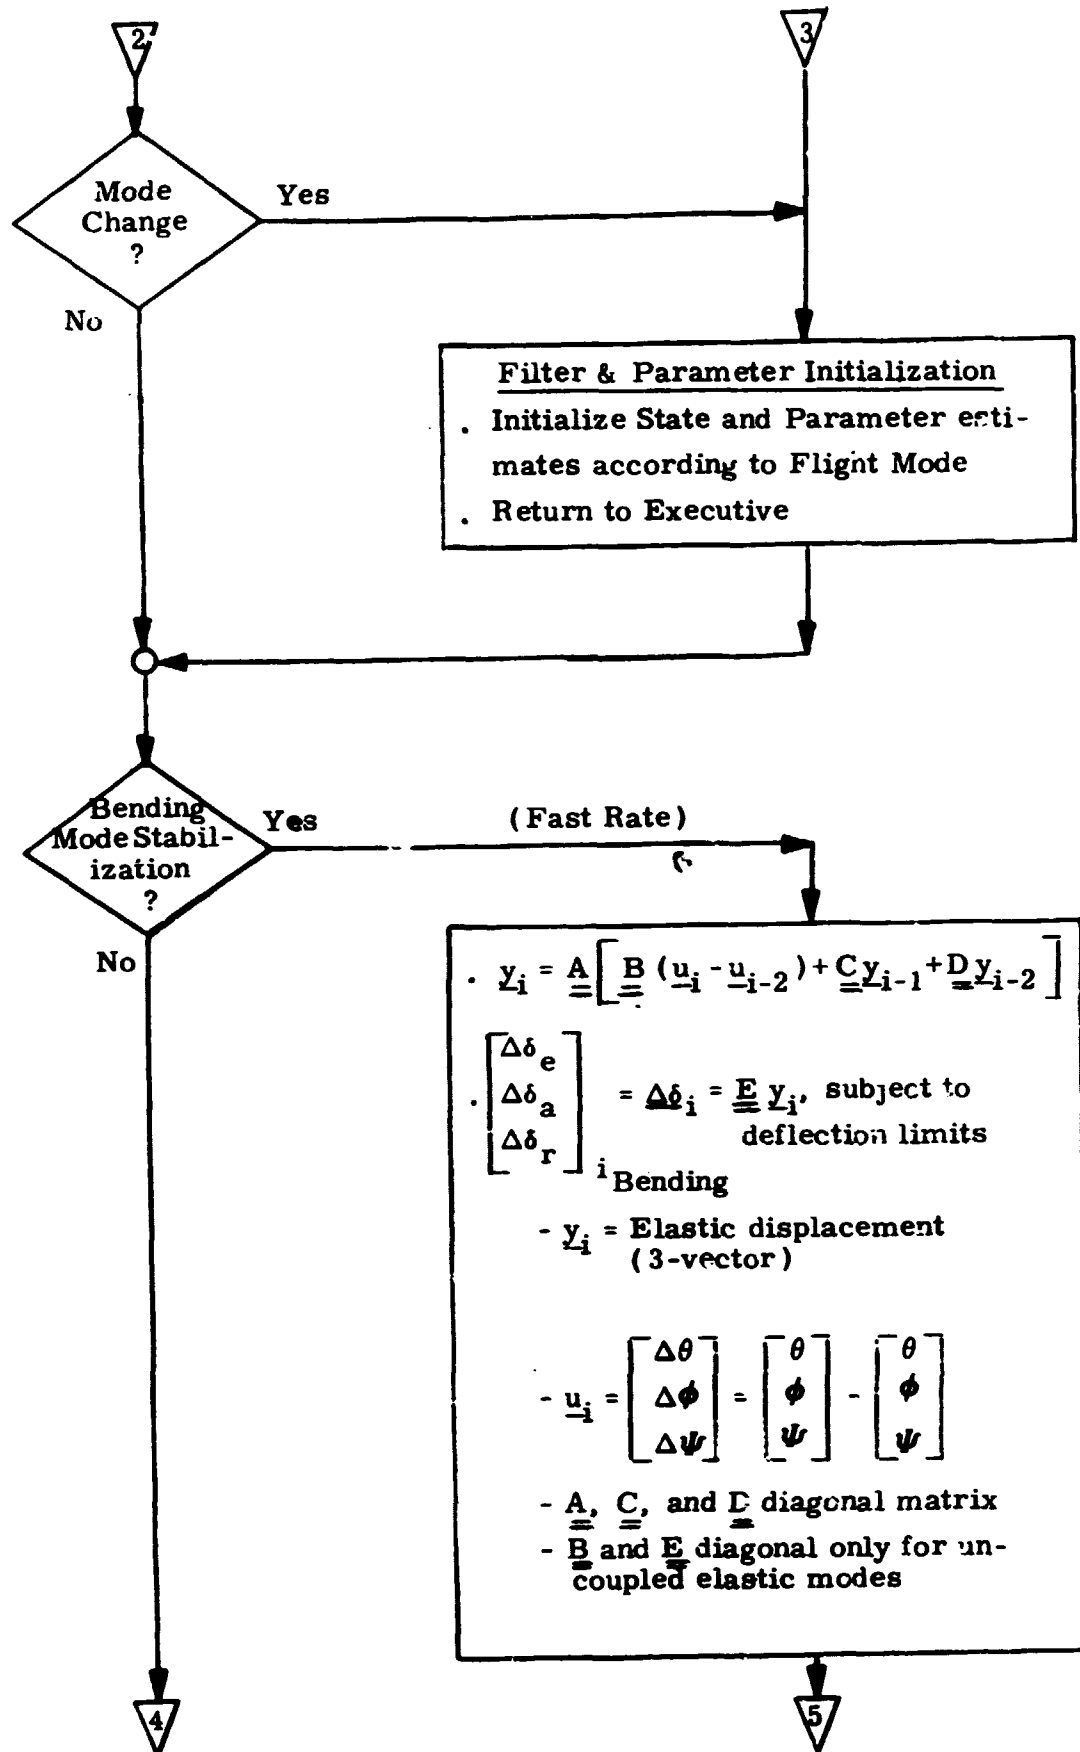 2
3
Mode
Change
?
Yes
No
Filter & Parameter Initialization
. Initialize State and Parameter esti-
mates according to Flight Mode
. Return to Executive
Bending
Mode Stabil-
ization
?
Yes
(Fast Rate)
No
. y_i = A [ B (u_i - u_{i-2}) + C y_{i-1} + D y_{i-2} ]
. [ Δδ_e
Δδ_a
Δδ_r ] i Bending = Δδ_i = E y_i, subject to
deflection limits
- y_i = Elastic displacement
(3-vector)
- u_i = [ Δθ Δφ Δψ ] = [ θ φ ψ ] - [ θ φ ψ ]
- A, C, and D diagonal matrix
- B and E diagonal only for un-
coupled elastic modes
4
5